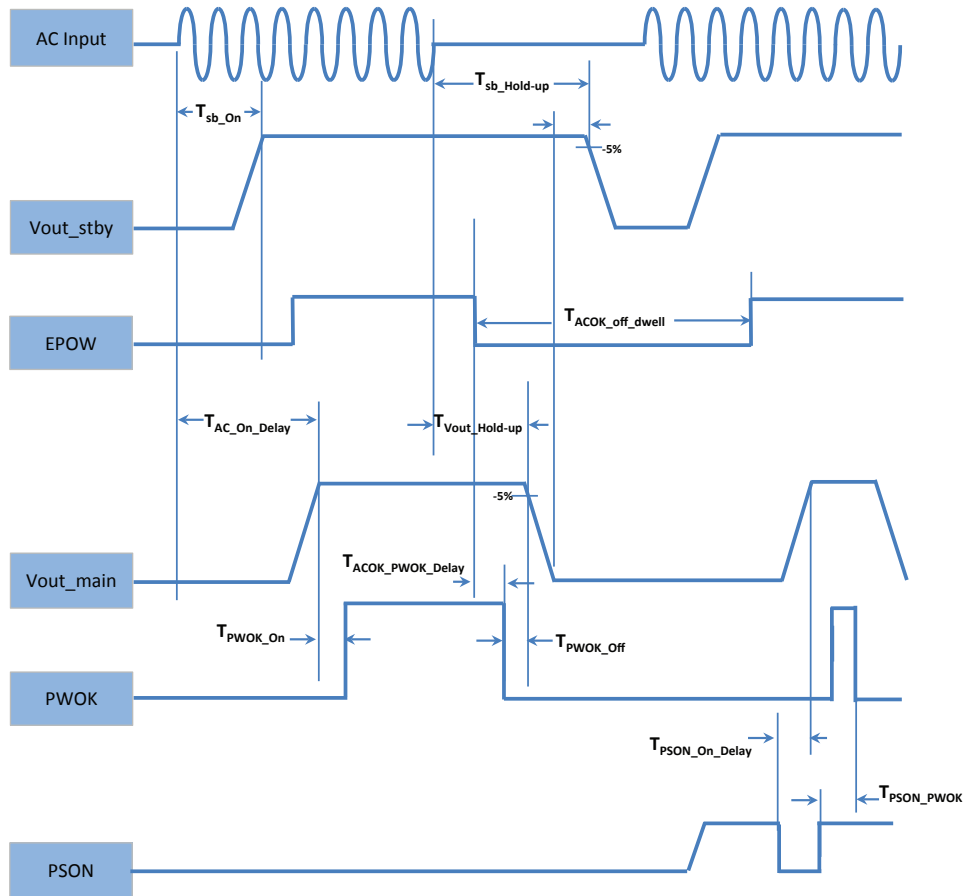 AC Input
T_sb_Hold-up
T_sb_On
-5%
Vout_stby
T_ACOK_off_dwell
EPOW
T_AC_On_Delay
T_Vout_Hold-up
-5%
T_ACOK_PWOK_Delay
Vout_main
T_PWOK_On
T_PWOK_Off
PWOK
T_PSON_On_Delay
T_PSON_PWOK
PSON